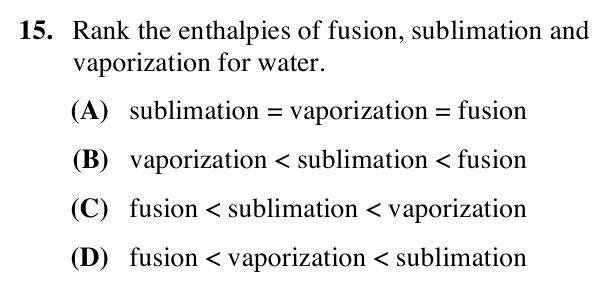 15. Rank the enthalpies of fusion, sublimation and
vaporization for water.
(A) sublimation = vaporization = fusion
(B) vaporization < sublimation < fusion
(C) fusion < sublimation < vaporization
(D) fusion < vaporization < sublimation